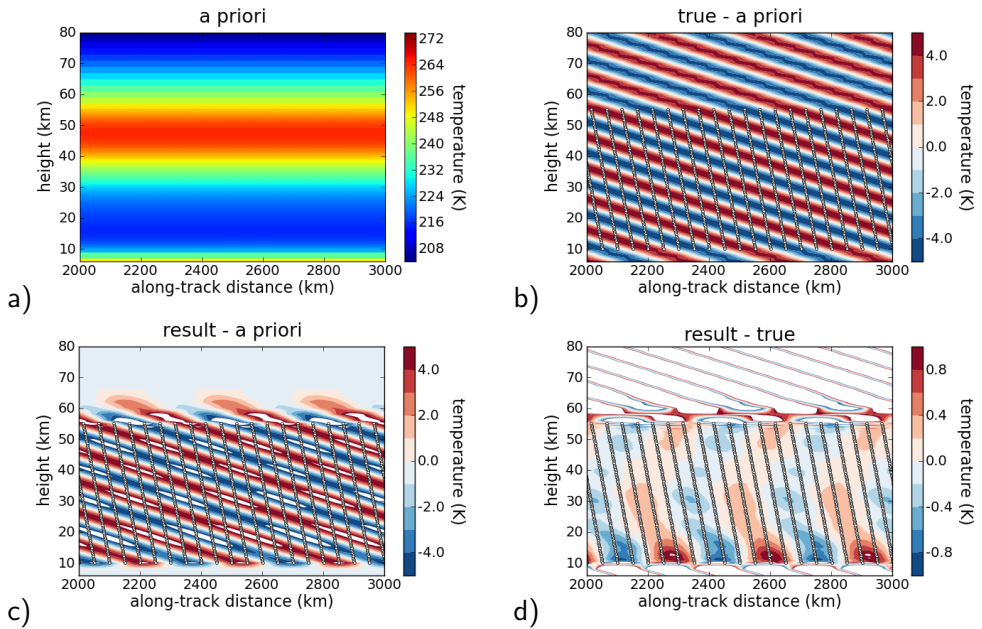 a priori
80
70
60
50
40
30
20
10
height (km)
2000 2200 2400 2600 2800 3000
along-track distance (km)
272
264
256
248
240
232
224
216
208
temperature (K)
a)
true - a priori
80
70
60
50
40
30
20
10
height (km)
2000 2200 2400 2600 2800 3000
along-track distance (km)
4.0
2.0
0.0
-2.0
-4.0
temperature (K)
b)
result - a priori
80
70
60
50
40
30
20
10
height (km)
2000 2200 2400 2600 2800 3000
along-track distance (km)
4.0
2.0
0.0
-2.0
-4.0
temperature (K)
c)
result - true
80
70
60
50
40
30
20
10
height (km)
2000 2200 2400 2600 2800 3000
along-track distance (km)
0.8
0.4
0.0
-0.4
-0.8
temperature (K)
d)